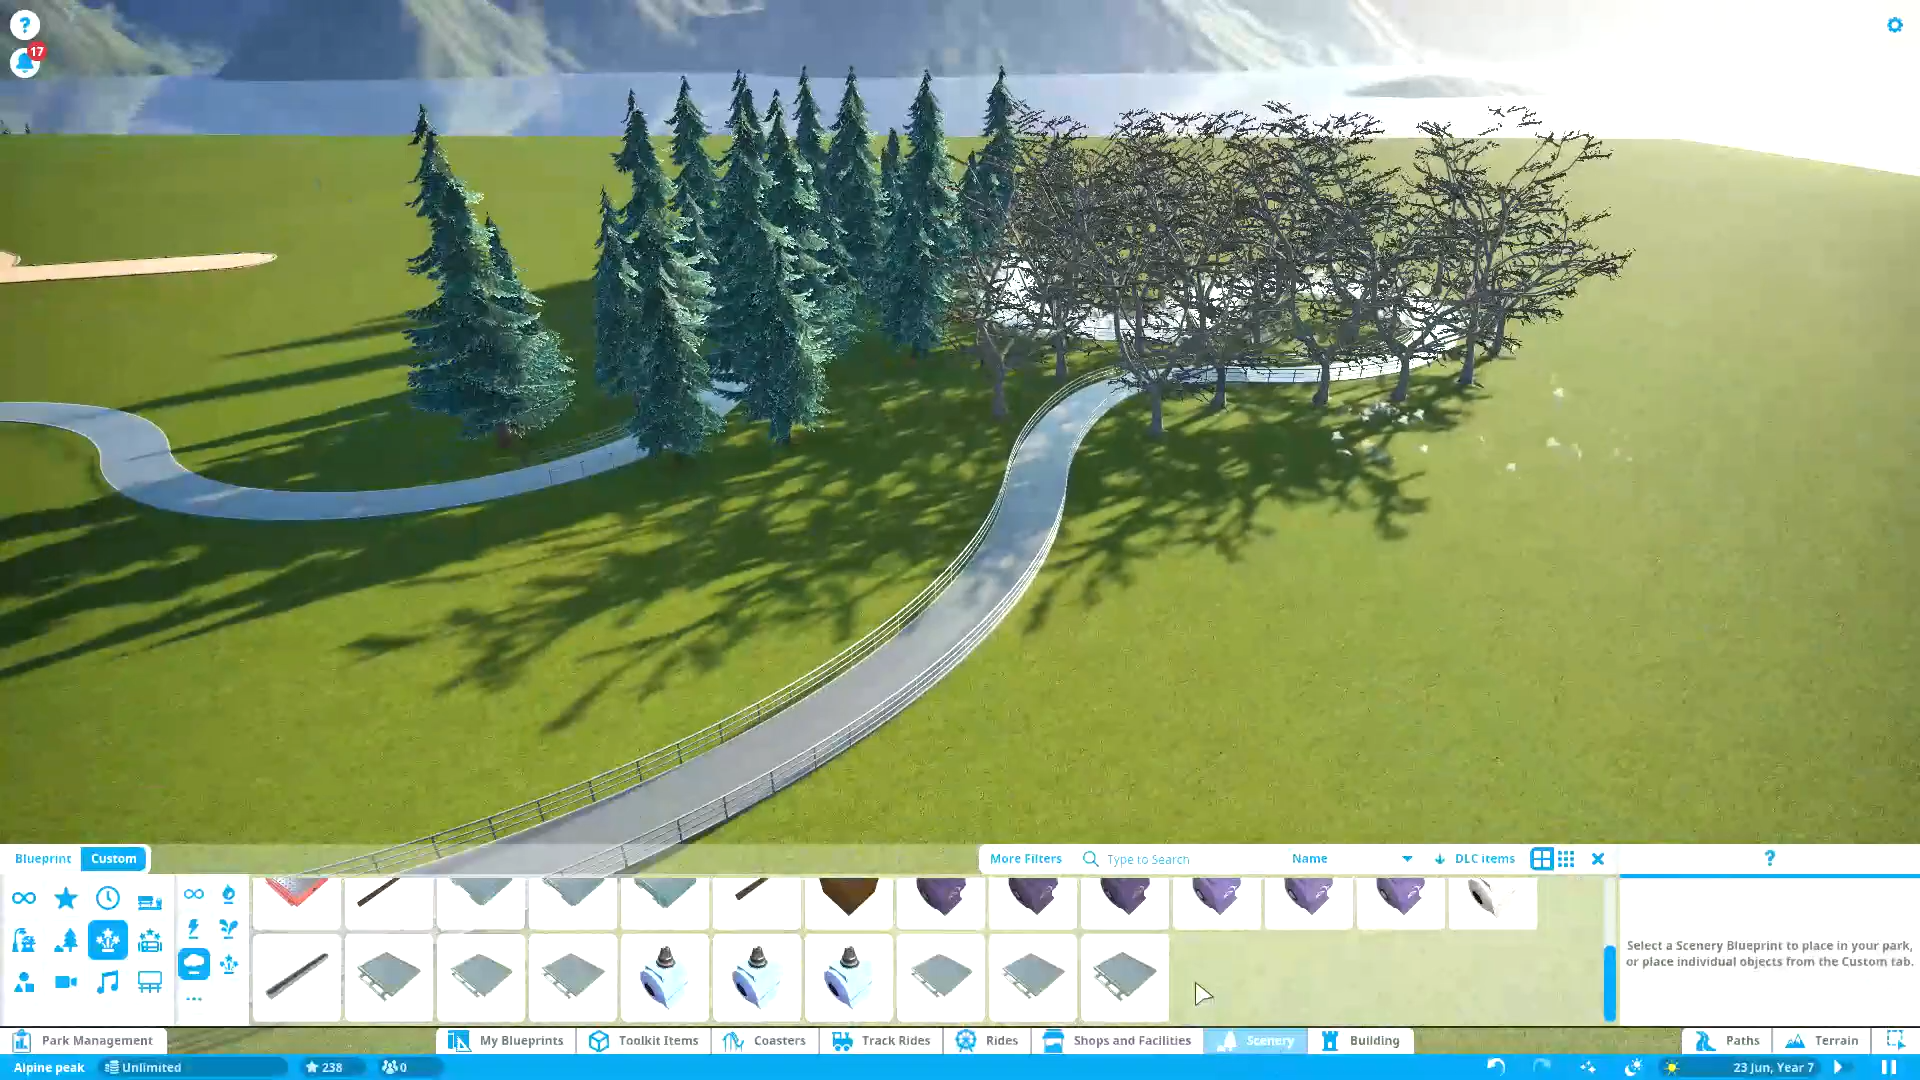 ?
17
Blueprint
Custom
More Filters
Type to Search
Name
DLC items
?
Select a Scenery Blueprint to place in your park,
or place individual objects from the Custom tab.
Park Management
My Blueprints
Toolkit Items
Coasters
Track Rides
Rides
Shops and Facilities
Scenery
Building
Paths
Terrain
Alpine peak
Unlimited
238
0
23 Jun, Year 7